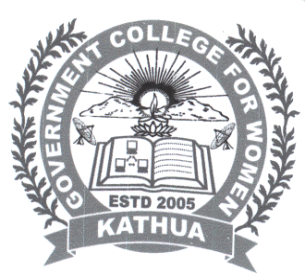 GOVERNMENT COLLEGE FOR WOMEN
ESTD 2005
KATHUA